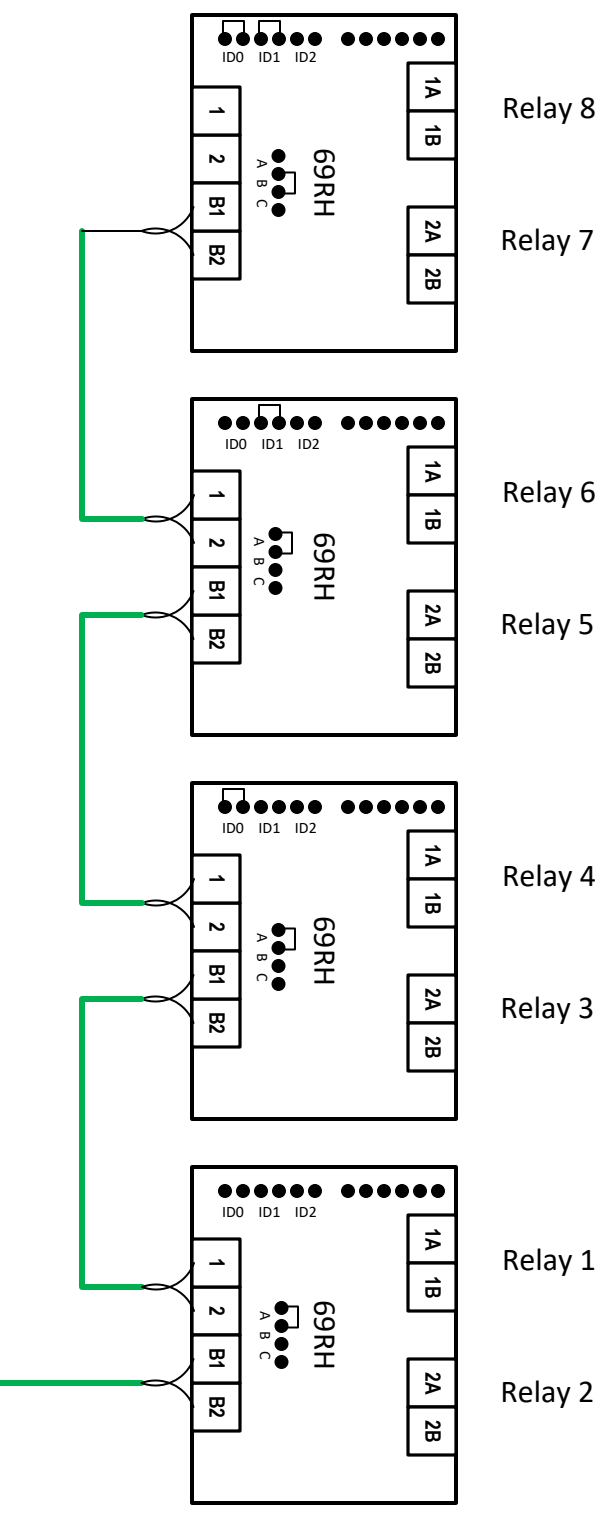 ID0 ID1 ID2
1
2
B1
B2
A B C
69RH
1A
1B
2A
2B
Relay 8
Relay 7
ID0 ID1 ID2
1
2
B1
B2
A B C
69RH
1A
1B
2A
2B
Relay 6
Relay 5
ID0 ID1 ID2
1
2
B1
B2
A B C
69RH
1A
1B
2A
2B
Relay 4
Relay 3
ID0 ID1 ID2
1
2
B1
B2
A B C
69RH
1A
1B
2A
2B
Relay 1
Relay 2